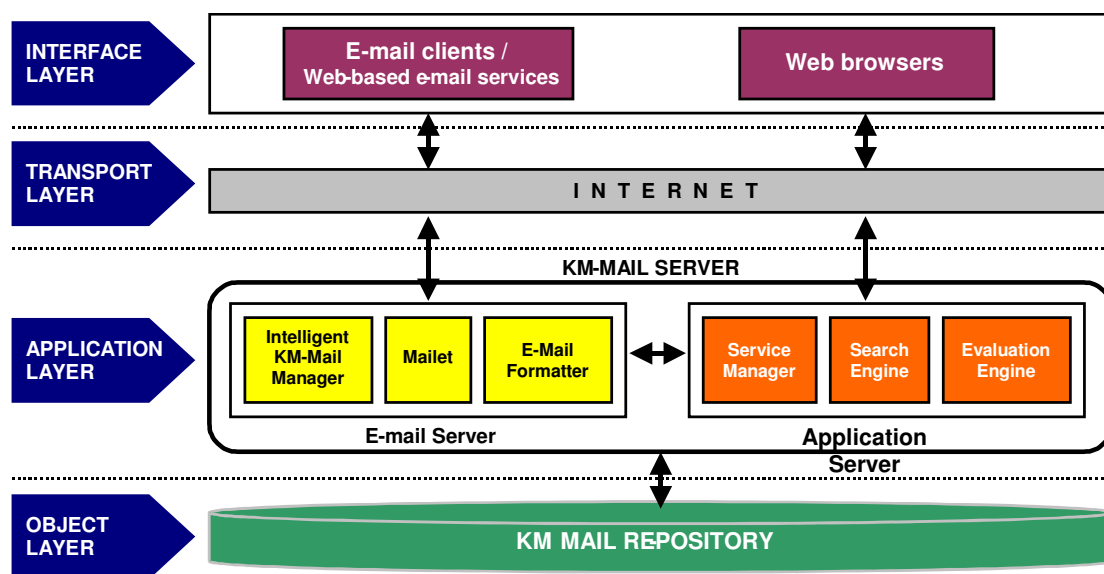 INTERFACE
LAYER
E-mail clients /
Web-based e-mail services
Web browsers
TRANSPORT
LAYER
I N T E R N E T
KM-MAIL SERVER
APPLICATION
LAYER
Intelligent
KM-Mail
Manager
Mailet
E-Mail
Formatter
Service
Manager
Search
Engine
Evaluation
Engine
E-mail Server
Application
Server
OBJECT
LAYER
KM MAIL REPOSITORY